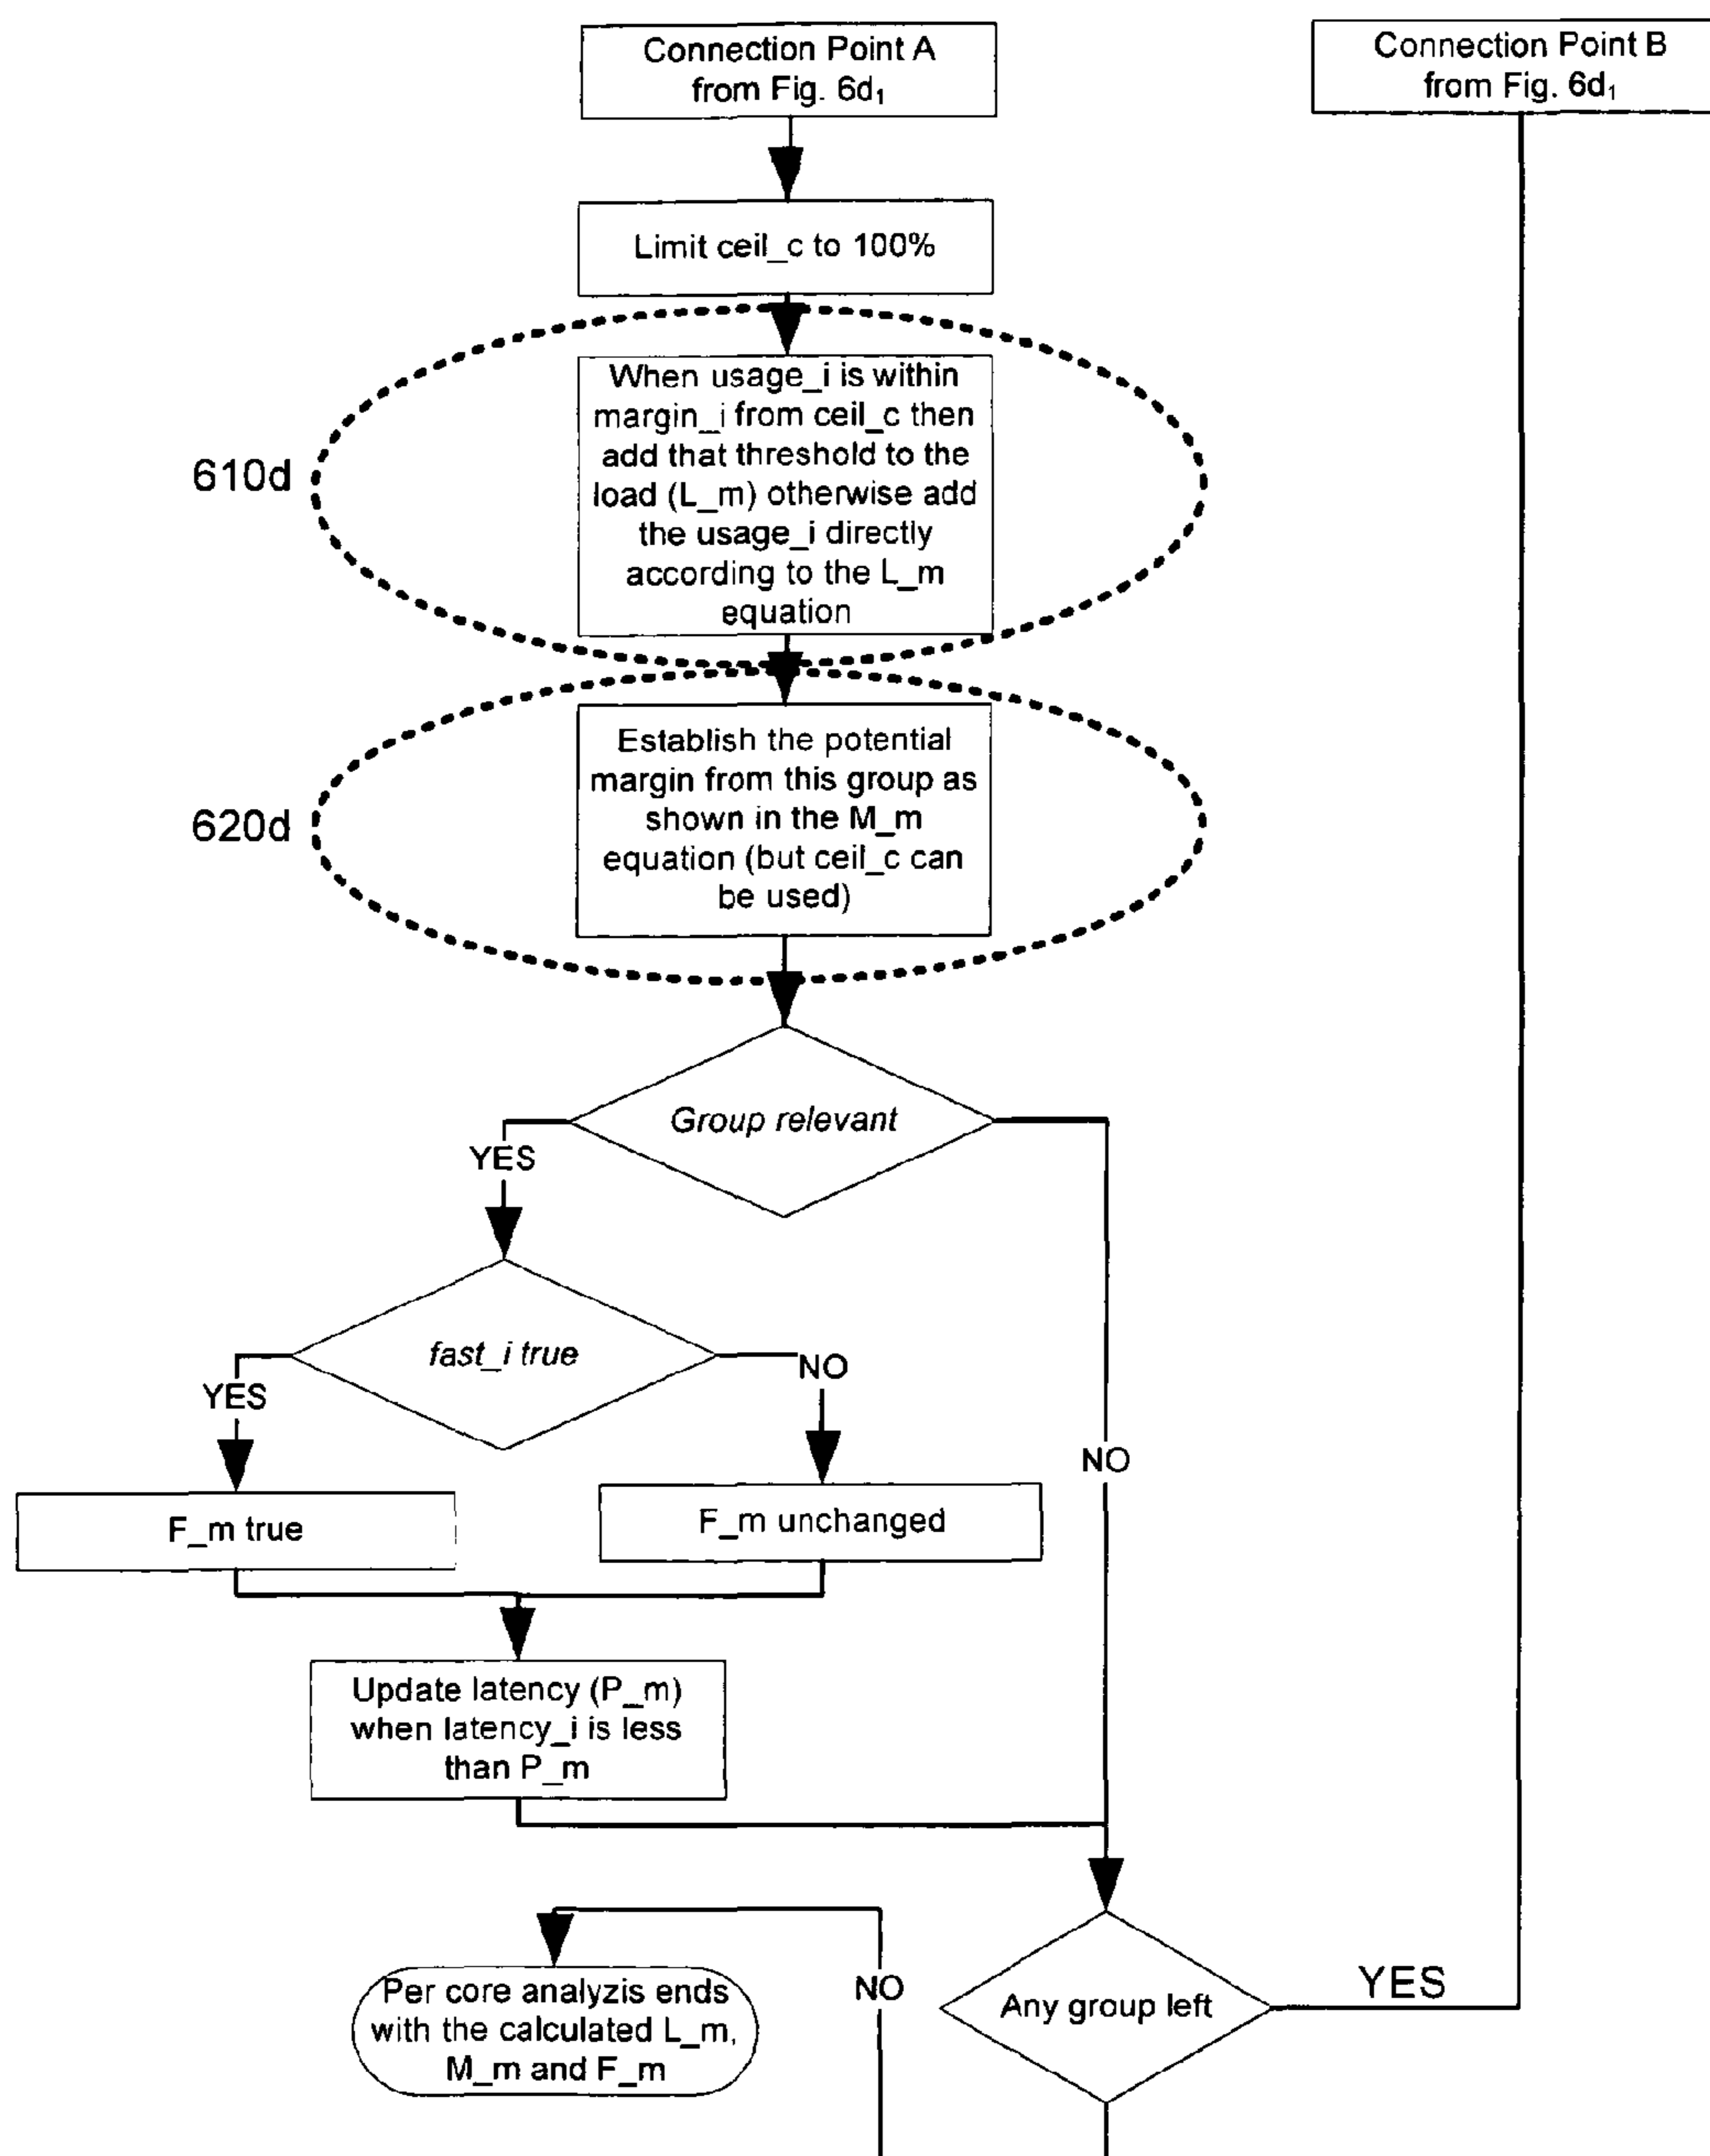 Connection Point A
from Fig. 6d₁
Connection Point B
from Fig. 6d₁
Limit ceil_c to 100%
610d
When usage_i is within
margin_i from ceil_c then
add that threshold to the
load (L_m) otherwise add
the usage_i directly
according to the L_m
equation
620d
Establish the potential
margin from this group as
shown in the M_m
equation (but ceil_c can
be used)
Group relevant
YES
fast_i true
YES
NO
NO
F_m true
F_m unchanged
Update latency (P_m)
when latency_i is less
than P_m
Per core analyzis ends
with the calculated L_m,
M_m and F_m
NO
Any group left
YES